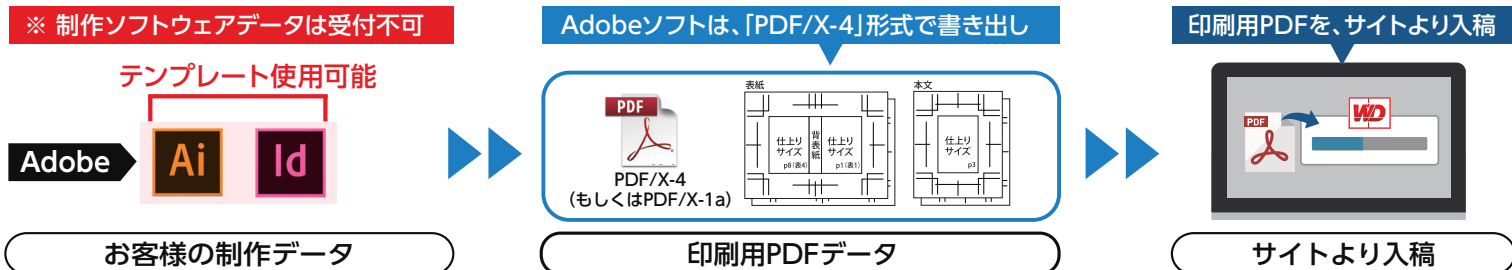 ※ 制作ソフトウェアデータは受付不可
テンプレート使用可能
Adobe
Ai
Id
お客様の制作データ
Adobeソフトは、「PDF/X-4」形式で書き出し
PDF
PDF/X-4
(もしくはPDF/X-1a)
表紙
仕上り
サイズ
p8(表4)
背表紙
仕上り
サイズ
p1(表1)
本文
仕上り
サイズ
p3
印刷用PDFデータ
印刷用PDFを、サイトより入稿
PDF
WD
サイトより入稿